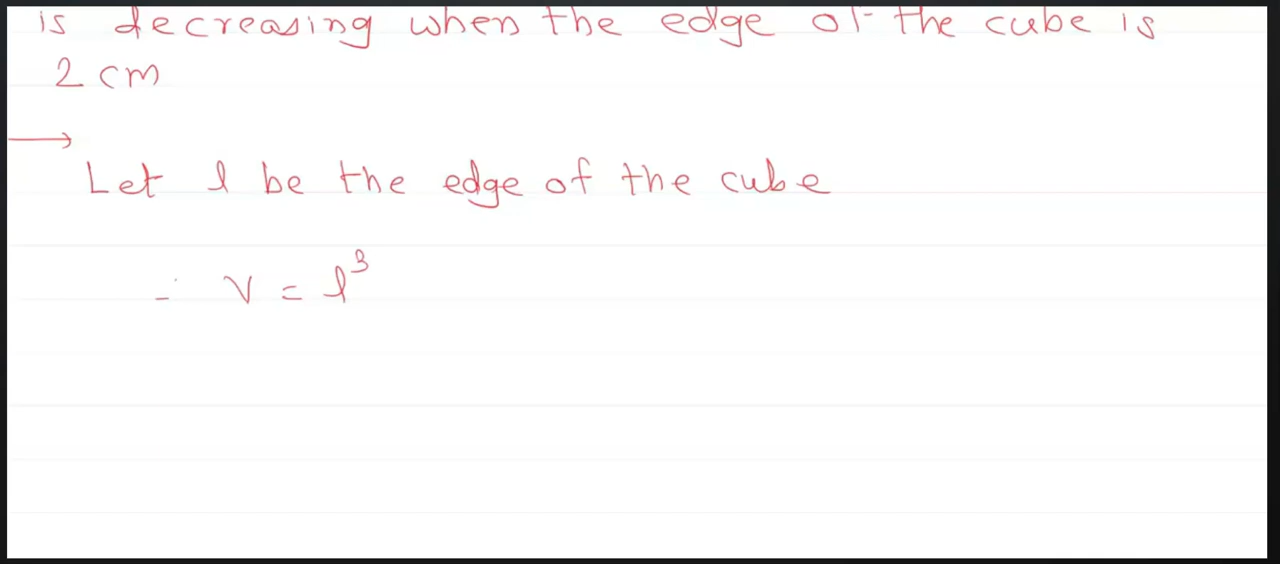 is decreasing when the edge of the cube is
2 cm
→
Let l be the edge of the cube
∴ V = l³